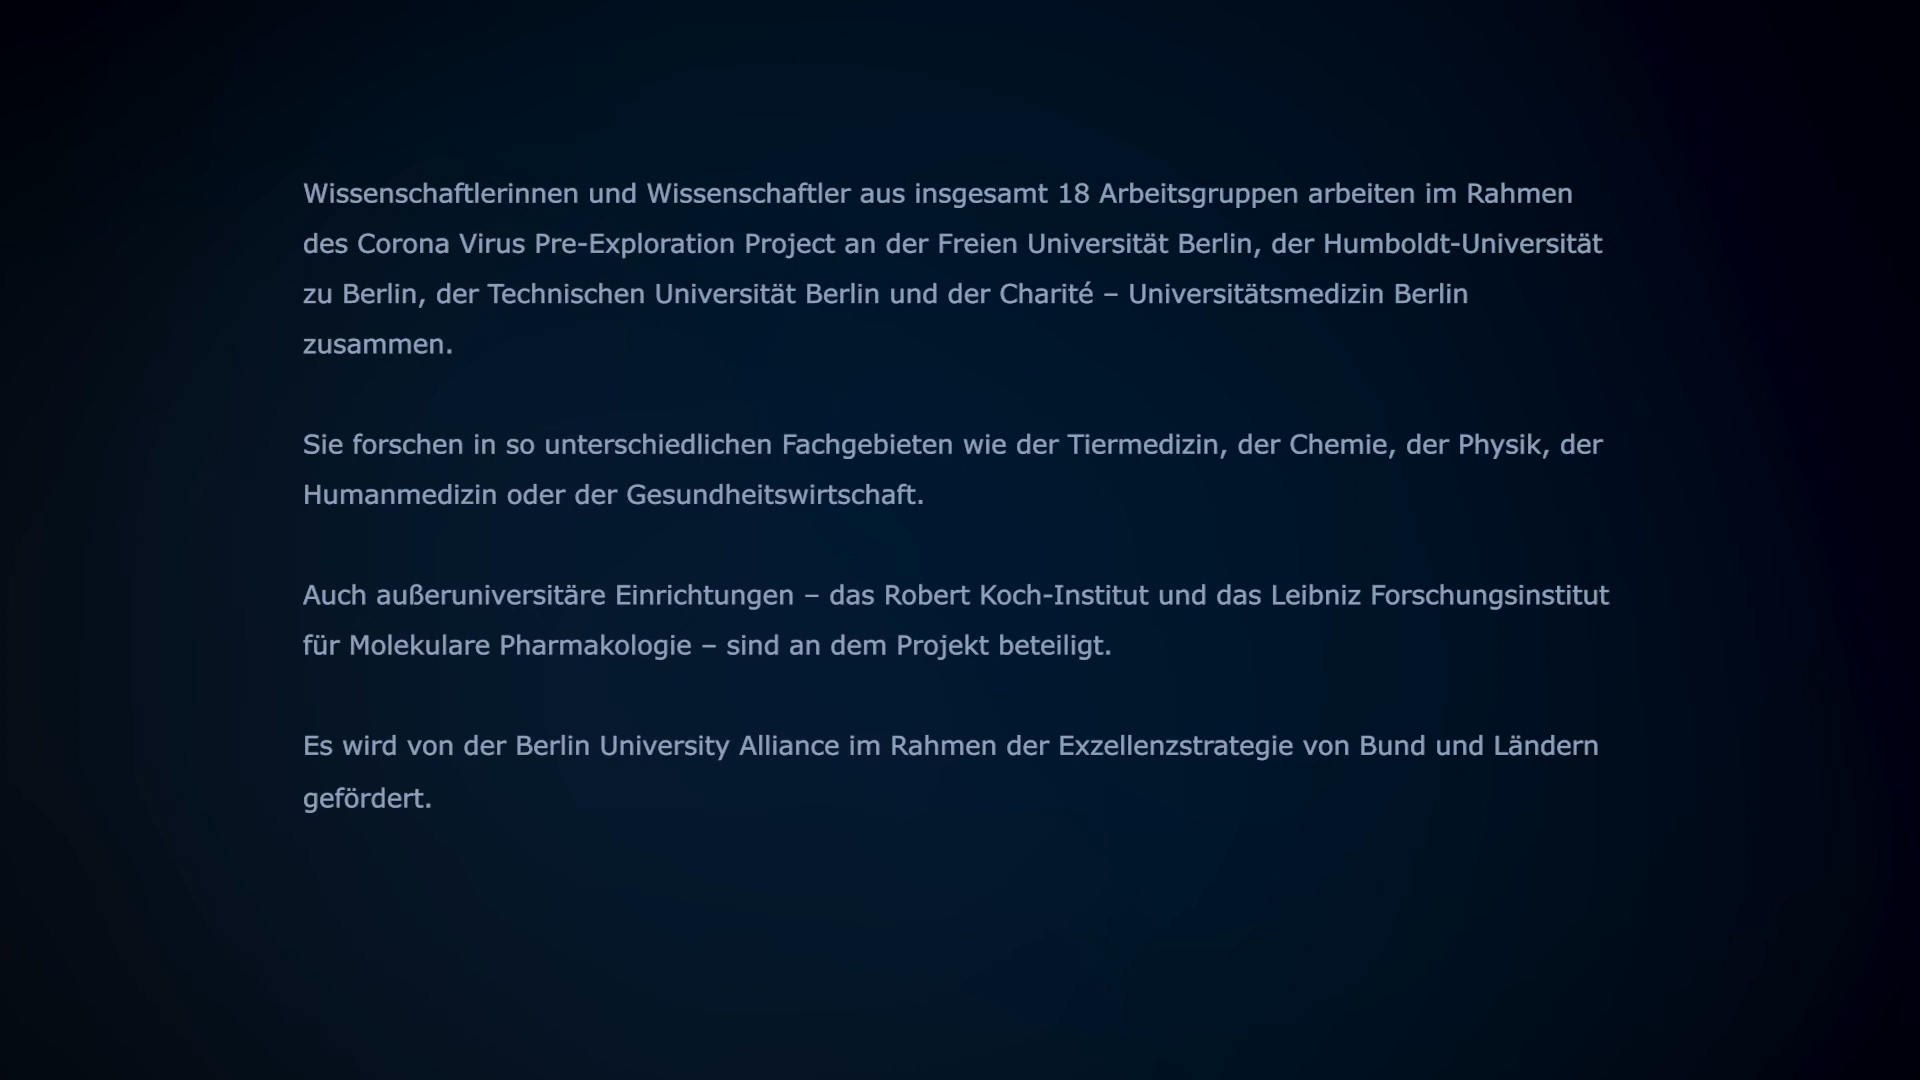 Wissenschaftlerinnen und Wissenschaftler aus insgesamt 18 Arbeitsgruppen arbeiten im Rahmen
des Corona Virus Pre-Exploration Project an der Freien Universität Berlin, der Humboldt-Universität
zu Berlin, der Technischen Universität Berlin und der Charité – Universitätsmedizin Berlin
zusammen.
Sie forschen in so unterschiedlichen Fachgebieten wie der Tiermedizin, der Chemie, der Physik, der
Humanmedizin oder der Gesundheitswirtschaft.
Auch außeruniversitäre Einrichtungen – das Robert Koch-Institut und das Leibniz Forschungsinstitut
für Molekulare Pharmakologie – sind an dem Projekt beteiligt.
Es wird von der Berlin University Alliance im Rahmen der Exzellenzstrategie von Bund und Ländern
gefördert.